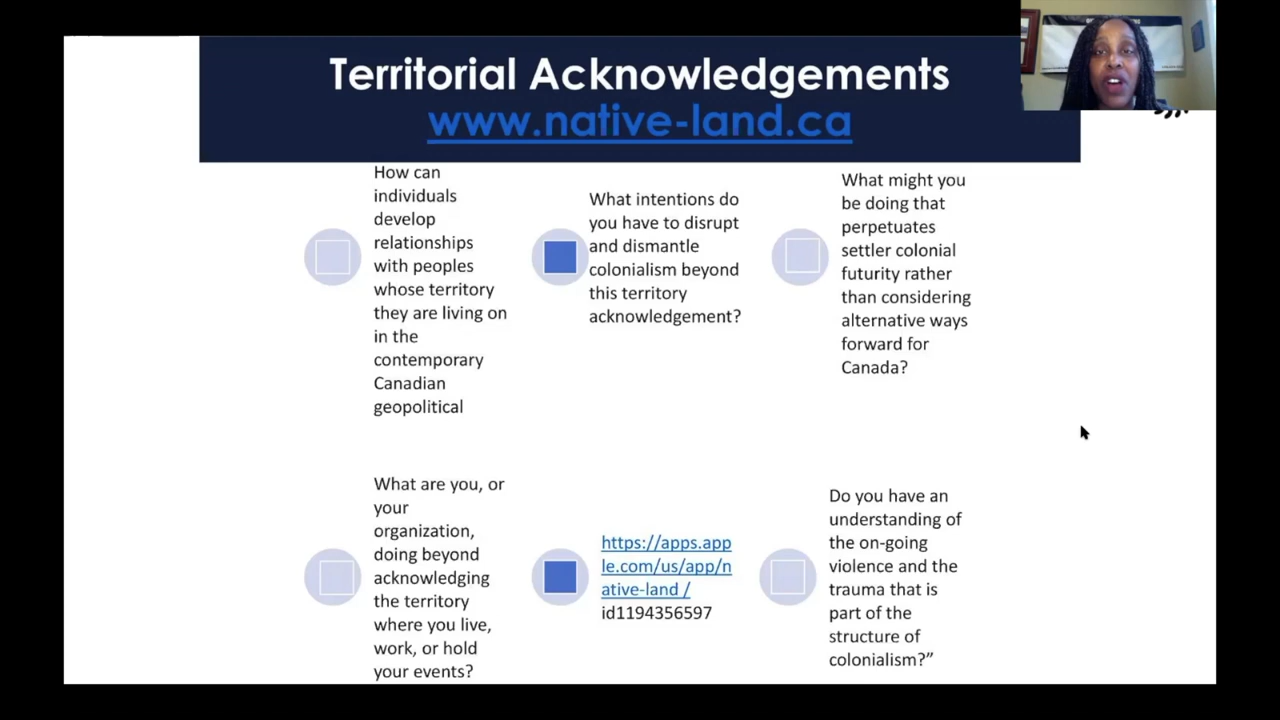 Territorial Acknowledgements
www.native-land.ca
How can
individuals
develop
relationships
with peoples
whose territory
they are living on
in the
contemporary
Canadian
geopolitical
What intentions do
you have to disrupt
and dismantle
colonialism beyond
this territory
acknowledgement?
What might you
be doing that
perpetuates
settler colonial
futurity rather
than considering
alternative ways
forward for
Canada?
What are you, or
your
organization,
doing beyond
acknowledging
the territory
where you live,
work, or hold
your events?
https://apps.app
le.com/us/app/n
ative-land /
id1194356597
Do you have an
understanding of
the on-going
violence and the
trauma that is
part of the
structure of
colonialism?”